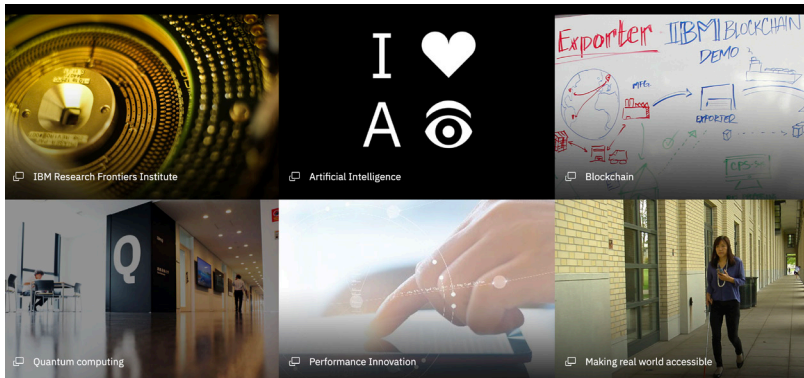 IBM Research Frontiers Institute
I
A
Artificial Intelligence
Exporter
IBM BLOCKCHAIN
DEMO
MFG
EXPORTER
Blockchain
Q
Quantum computing
Performance Innovation
Making real world accessible